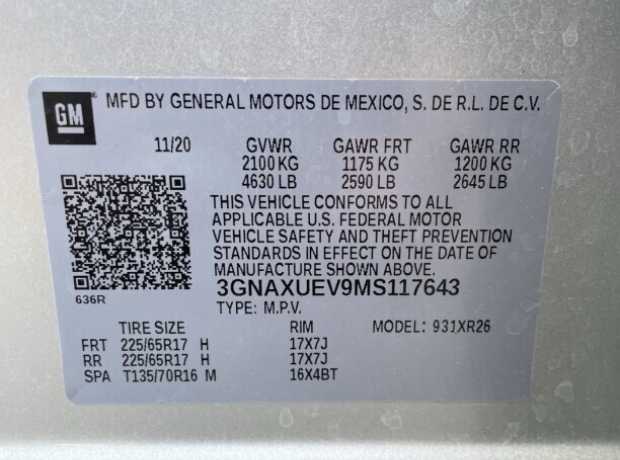 GM
MFD BY GENERAL MOTORS DE MEXICO, S. DE R.L. DE C.V.
11/20 GVWR GAWR FRT GAWR RR
2100 KG 1175 KG 1200 KG
4630 LB 2590 LB 2645 LB
THIS VEHICLE CONFORMS TO ALL
APPLICABLE U.S. FEDERAL MOTOR
VEHICLE SAFETY AND THEFT PREVENTION
STANDARDS IN EFFECT ON THE DATE OF
MANUFACTURE SHOWN ABOVE.
636R
3GNAXUEV9MS117643
TYPE: M.P.V.
TIRE SIZE RIM MODEL: 931XR26
FRT 225/65R17 H 17X7J
RR 225/65R17 H 17X7J
SPA T135/70R16 M 16X4BT